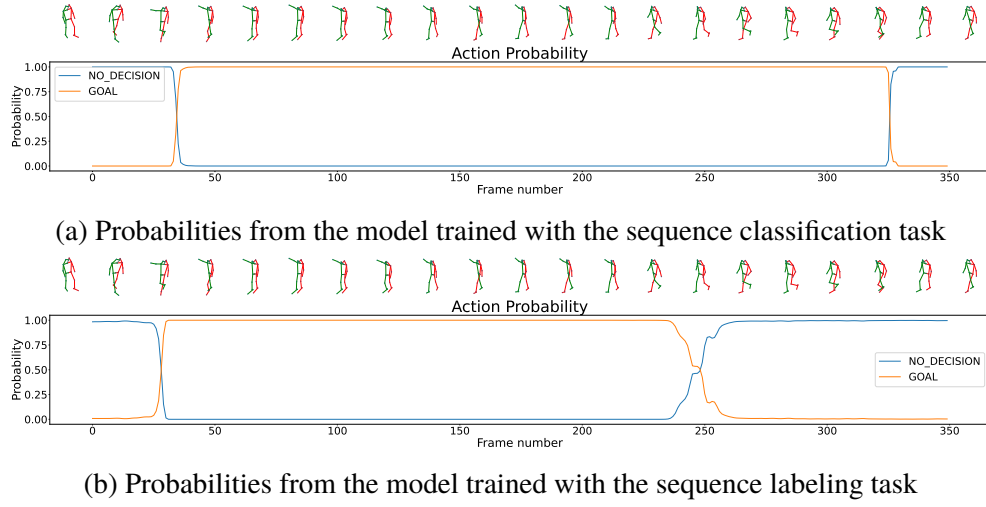 Action Probability
1.00
0.75
0.50
0.25
0.00
Probability
NO_DECISION
GOAL
0 50 100 150 200 250 300 350
Frame number
(a) Probabilities from the model trained with the sequence classification task
Action Probability
1.00
0.75
0.50
0.25
0.00
Probability
NO_DECISION
GOAL
0 50 100 150 200 250 300 350
Frame number
(b) Probabilities from the model trained with the sequence labeling task